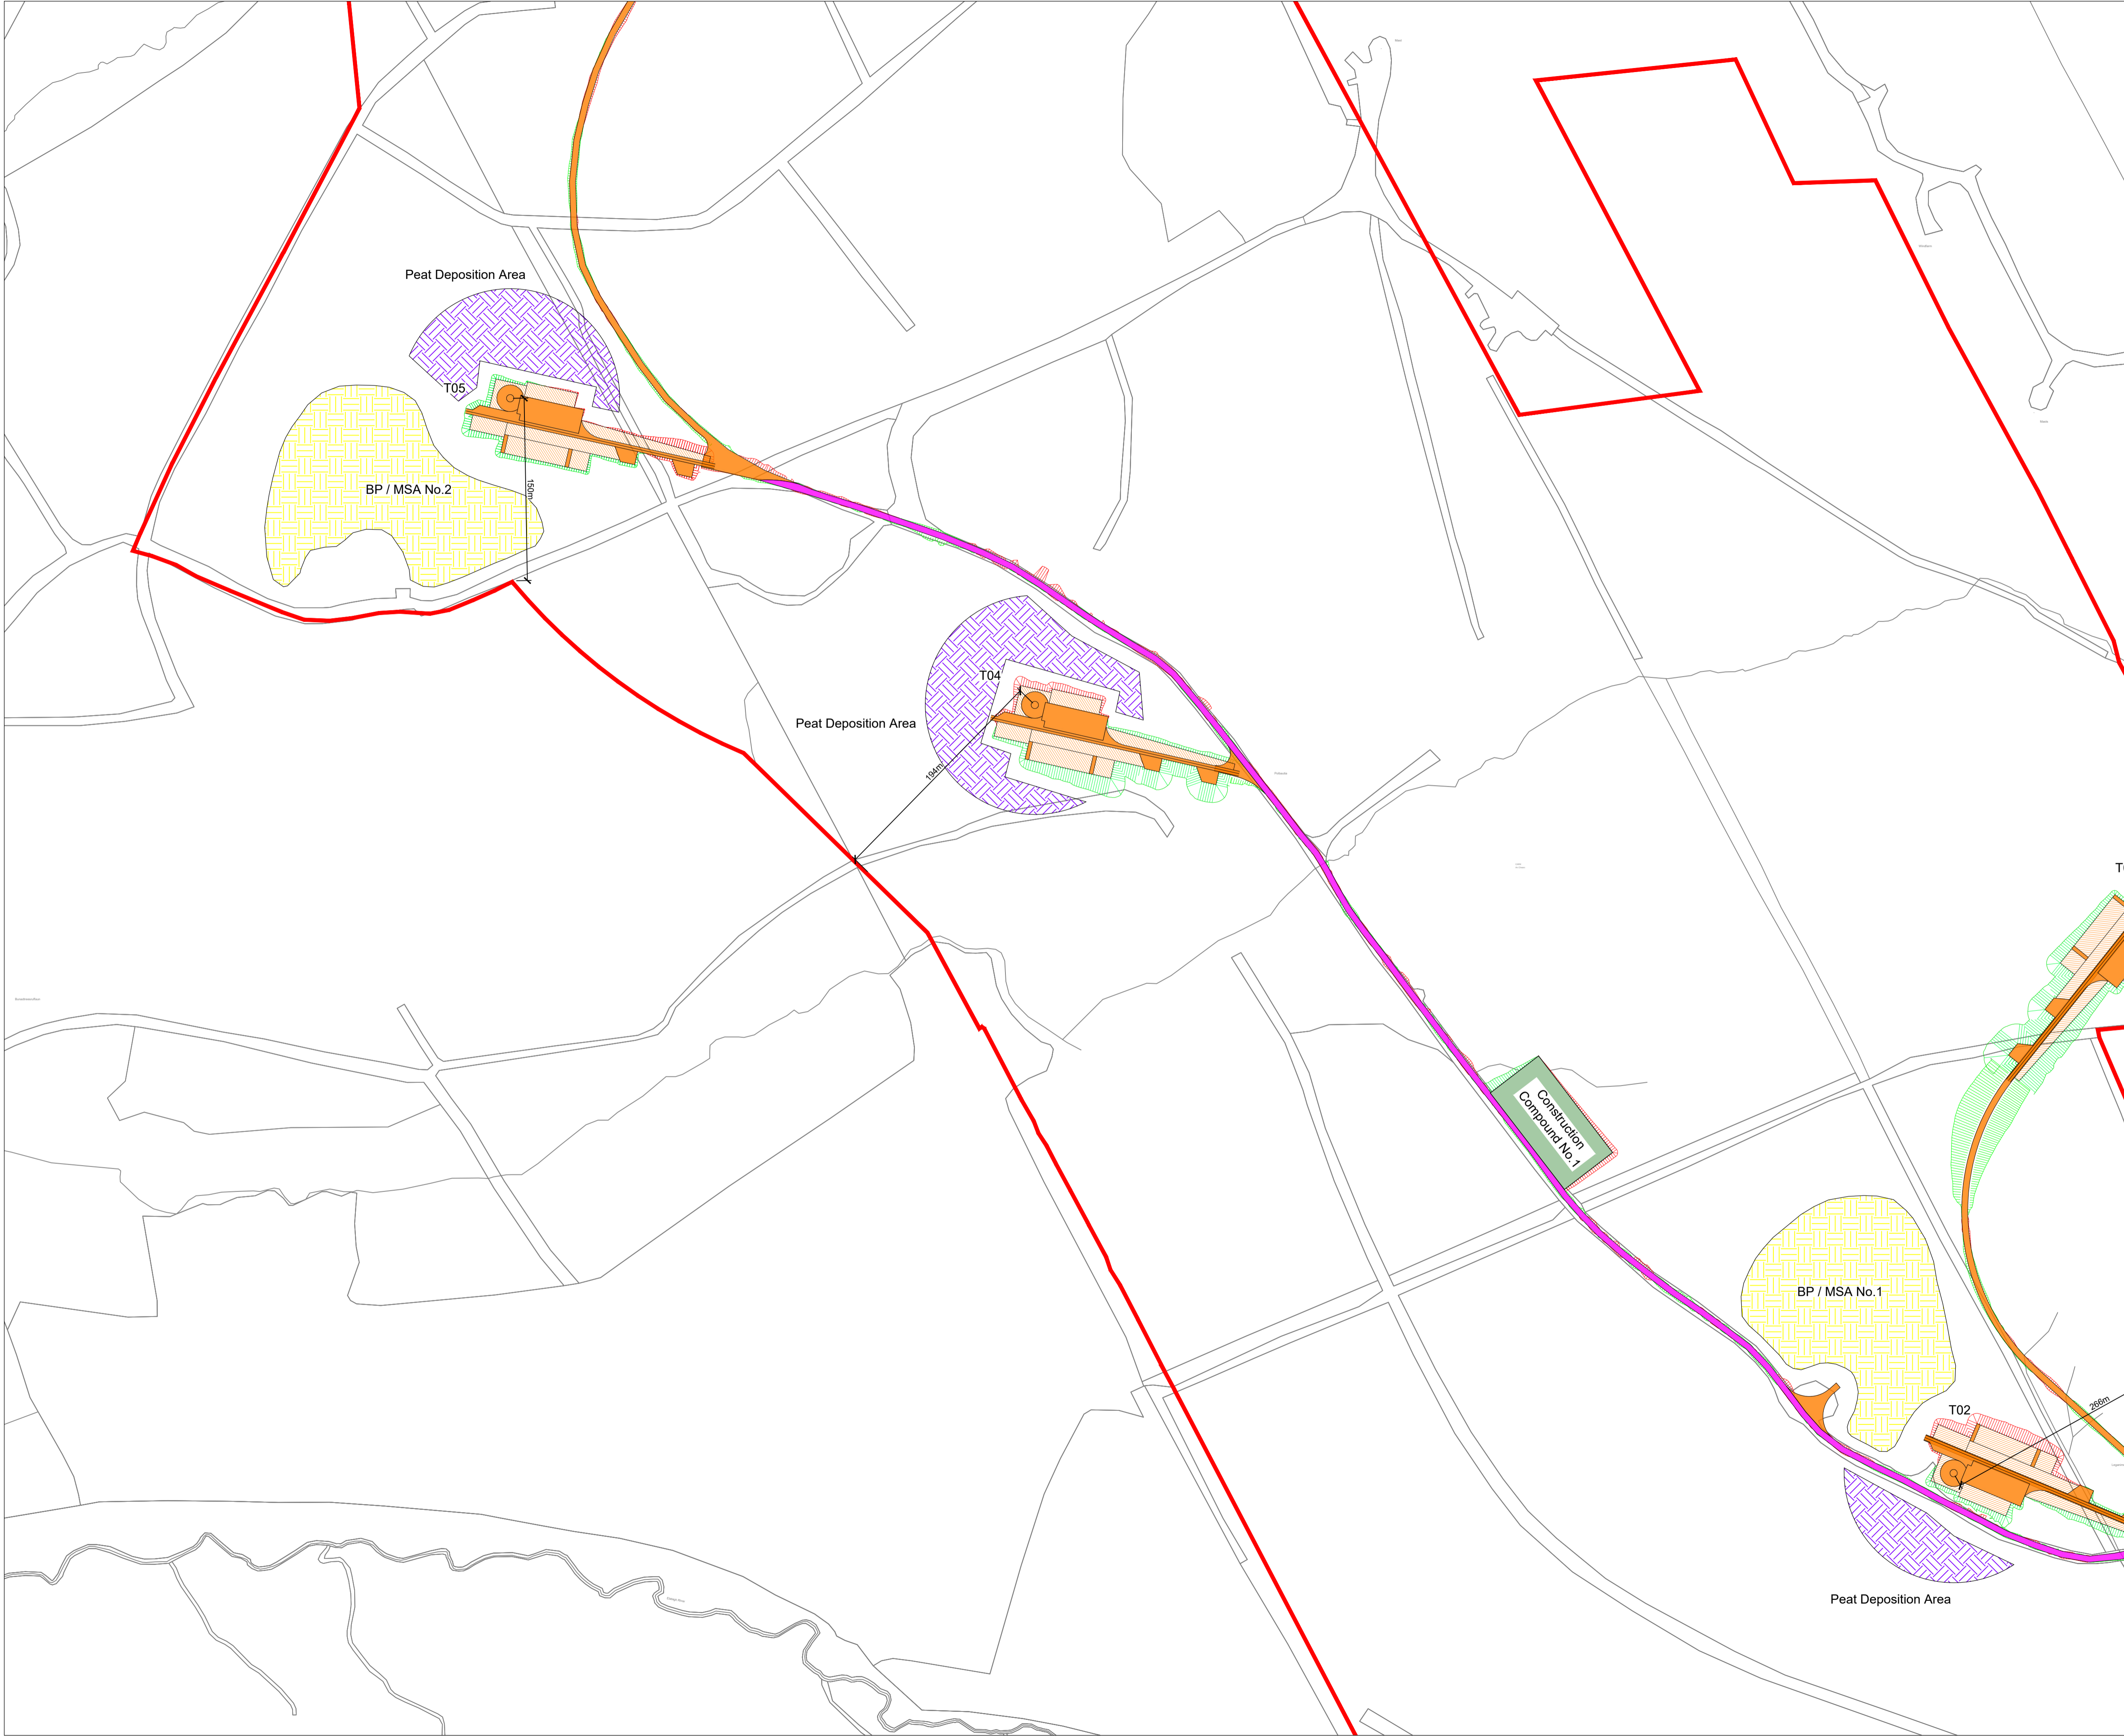 Peat Deposition Area
T05
BP / MSA No.2
150m
T04
Peat Deposition Area
194m
Construction
Compound No.1
BP / MSA No.1
T02
266m
Peat Deposition Area